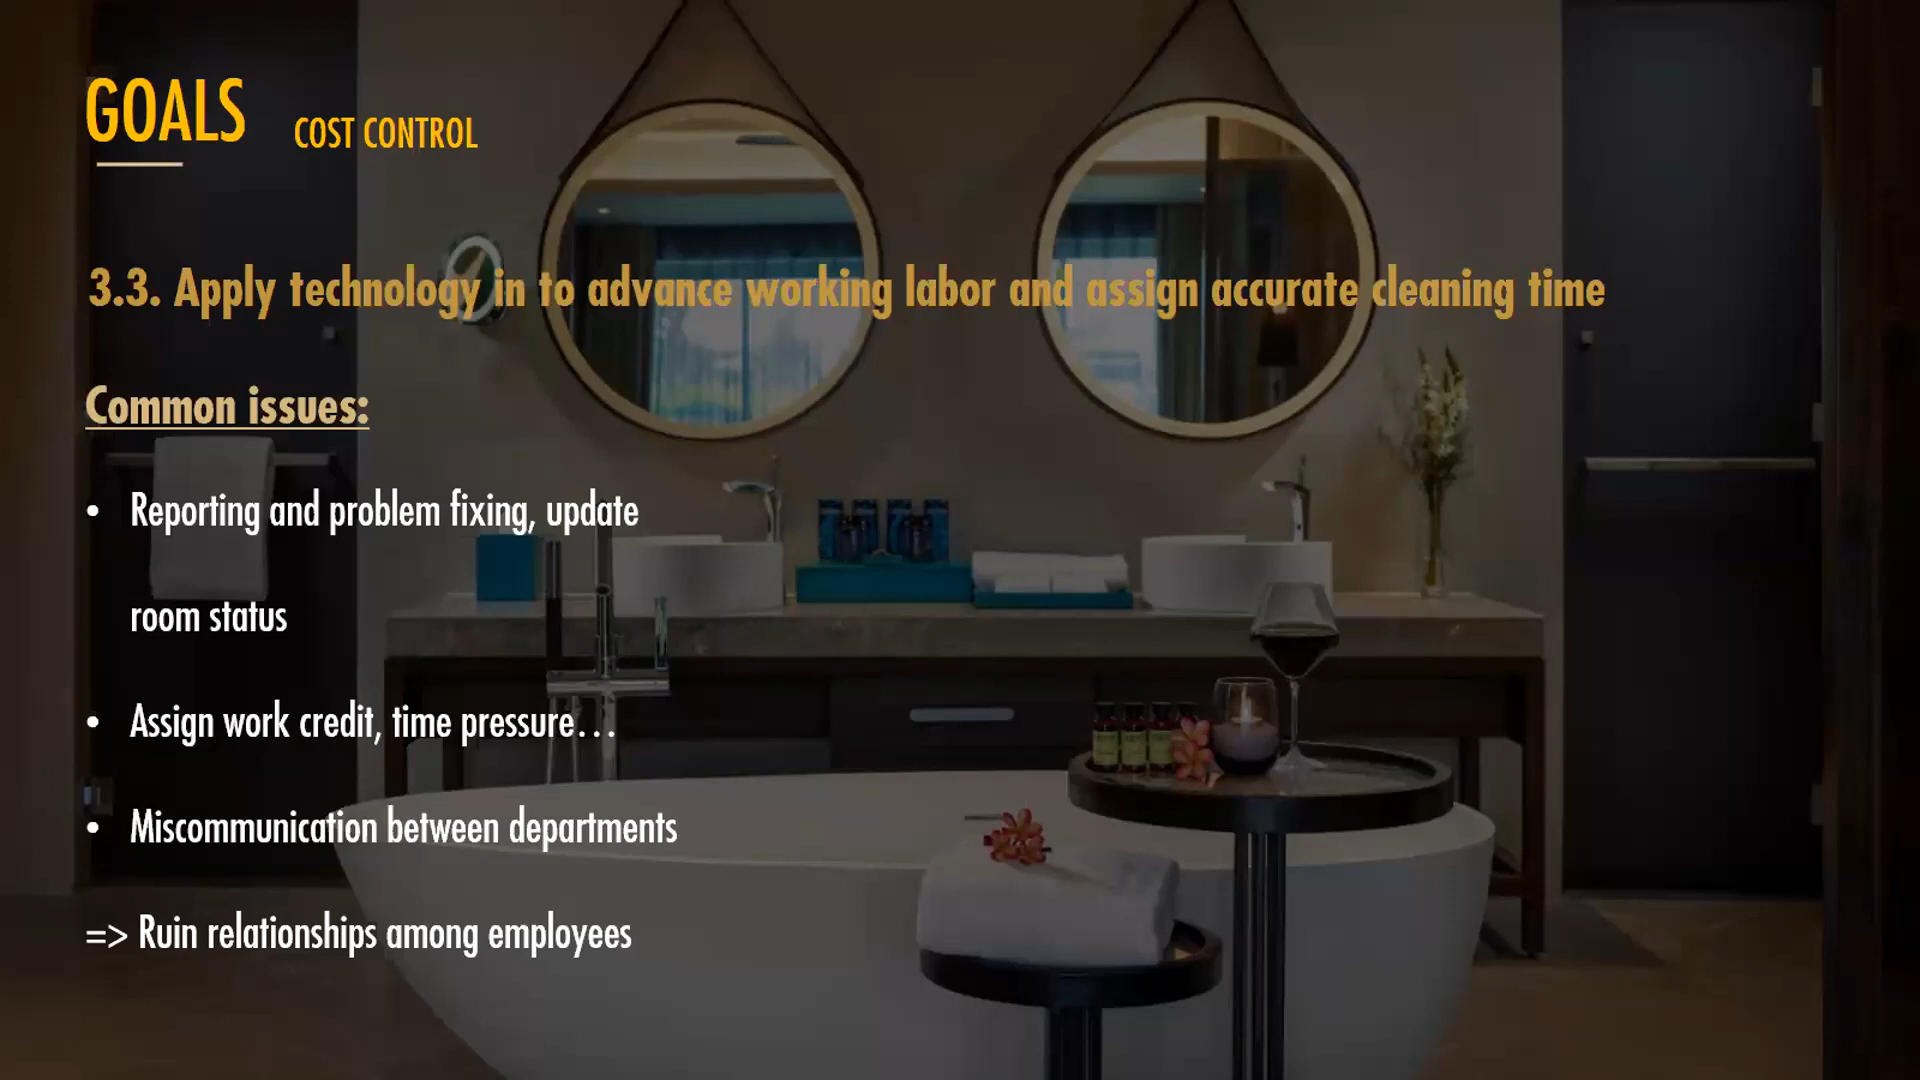 GOALS COST CONTROL
3.3. Apply technology in to advance working labor and assign accurate cleaning time
Common issues:
• Reporting and problem fixing, update
room status
• Assign work credit, time pressure…
• Miscommunication between departments
=> Ruin relationships among employees